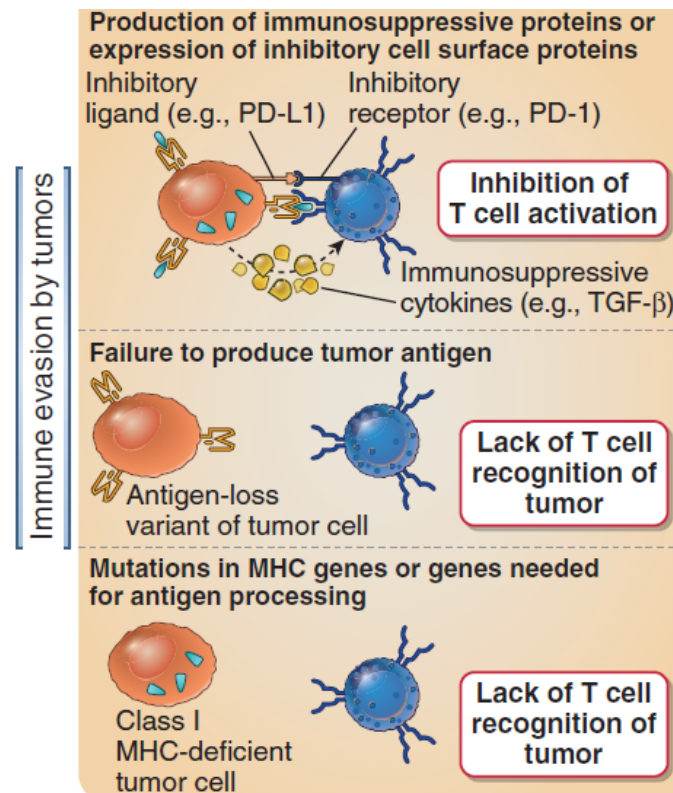 Production of immunosuppressive proteins or
expression of inhibitory cell surface proteins
Inhibitory
ligand (e.g., PD-L1)
Inhibitory
receptor (e.g., PD-1)
Inhibition of
T cell activation
Immunosuppressive
cytokines (e.g., TGF-β)
Immune evasion by tumors
Failure to produce tumor antigen
Antigen-loss
variant of tumor cell
Lack of T cell
recognition of
tumor
Mutations in MHC genes or genes needed
for antigen processing
Class I
MHC-deficient
tumor cell
Lack of T cell
recognition of
tumor